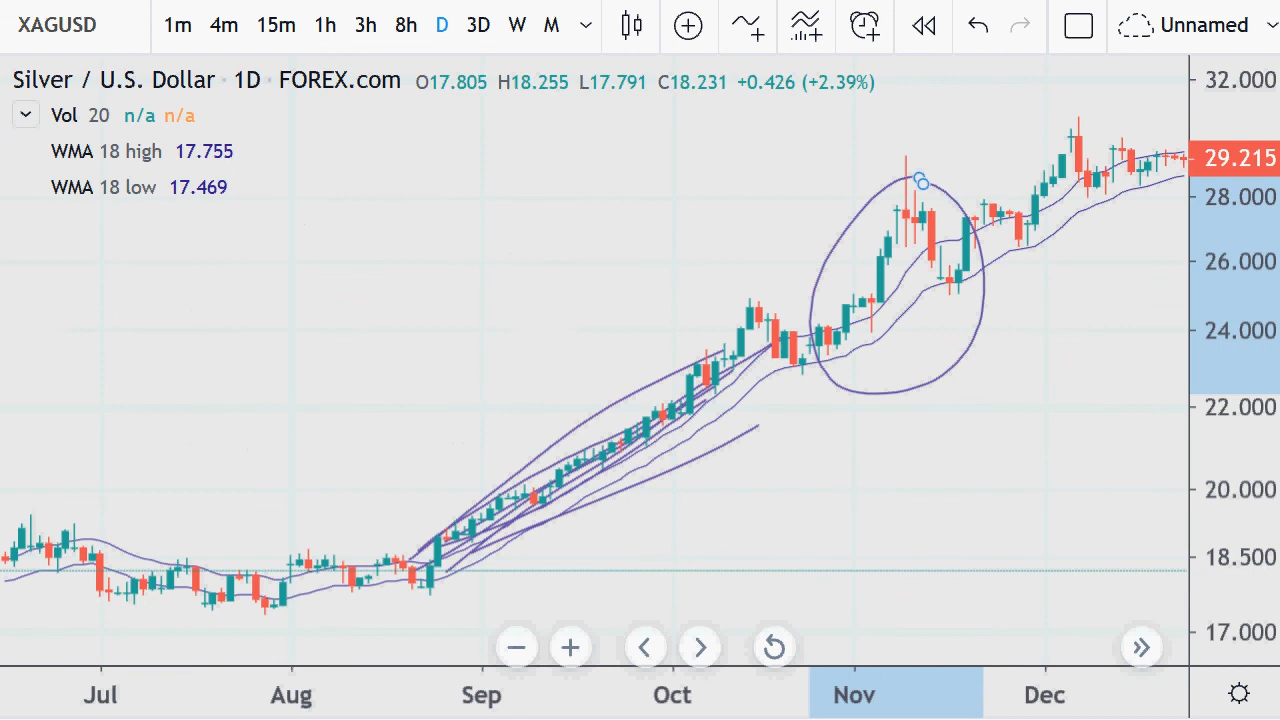 XAGUSD 1m 4m 15m 1h 3h 8h D 3D W M Unnamed
Silver / U.S. Dollar · 1D · FOREX.com O17.805 H18.255 L17.791 C18.231 +0.426 (+2.39%)
Vol 20 n/a n/a
WMA 18 high 17.755
WMA 18 low 17.469
32.000
29.215
28.000
26.000
24.000
22.000
20.000
18.500
17.000
Jul Aug Sep Oct Nov Dec